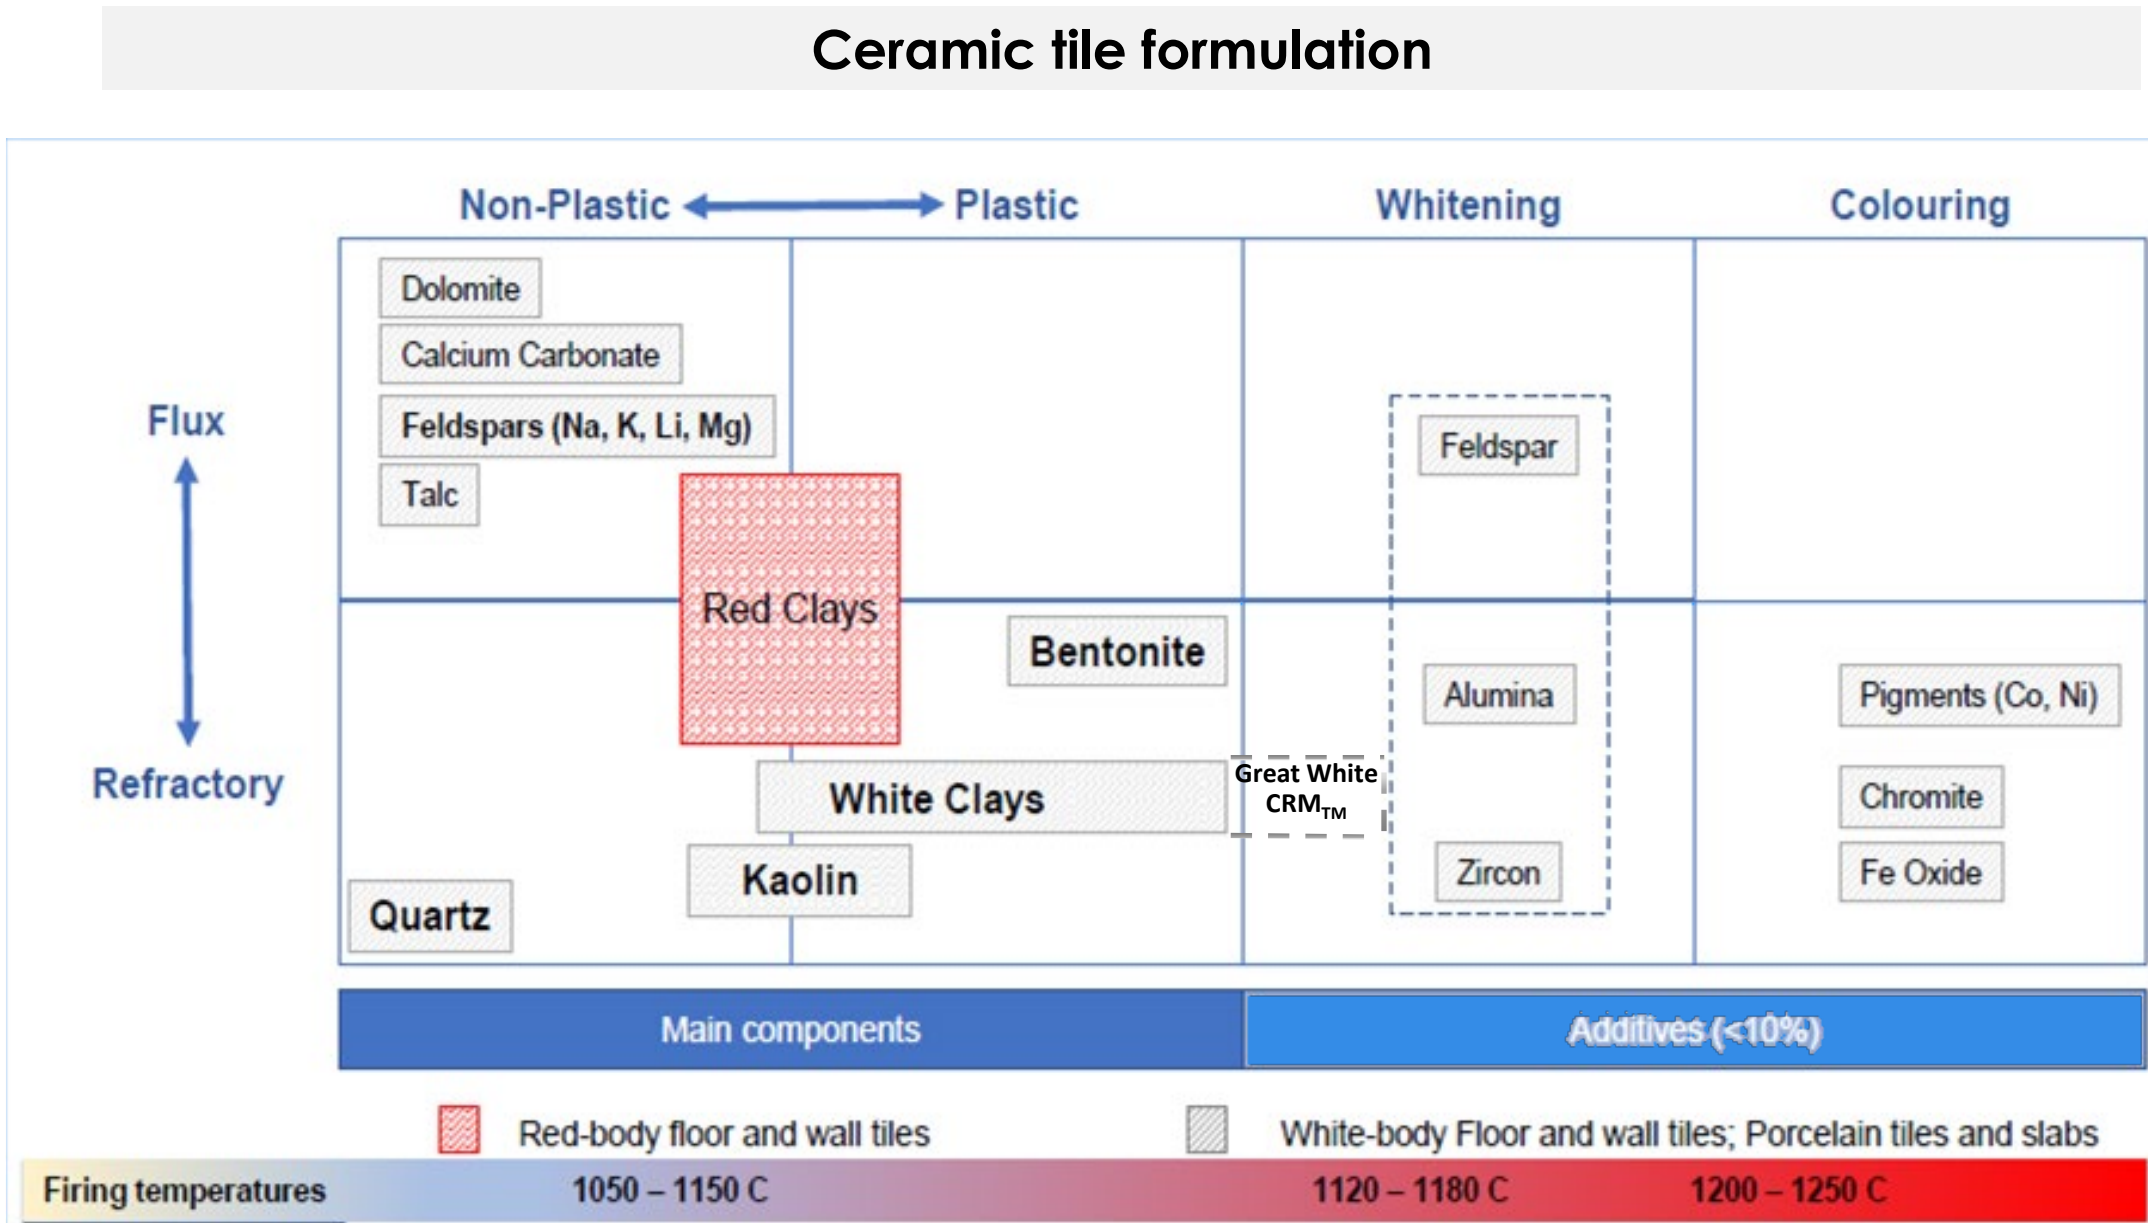 Ceramic tile formulation
Non-Plastic
Plastic
Whitening
Colouring
Flux
Refractory
Dolomite
Calcium Carbonate
Feldspars (Na, K, Li, Mg)
Talc
Red Clays
Bentonite
White Clays
Kaolin
Quartz
Great White
CRMTM
Feldspar
Alumina
Zircon
Pigments (Co, Ni)
Chromite
Fe Oxide
Main components
Additives (<10%)
Red-body floor and wall tiles
White-body Floor and wall tiles; Porcelain tiles and slabs
Firing temperatures
1050 – 1150 C
1120 – 1180 C
1200 – 1250 C